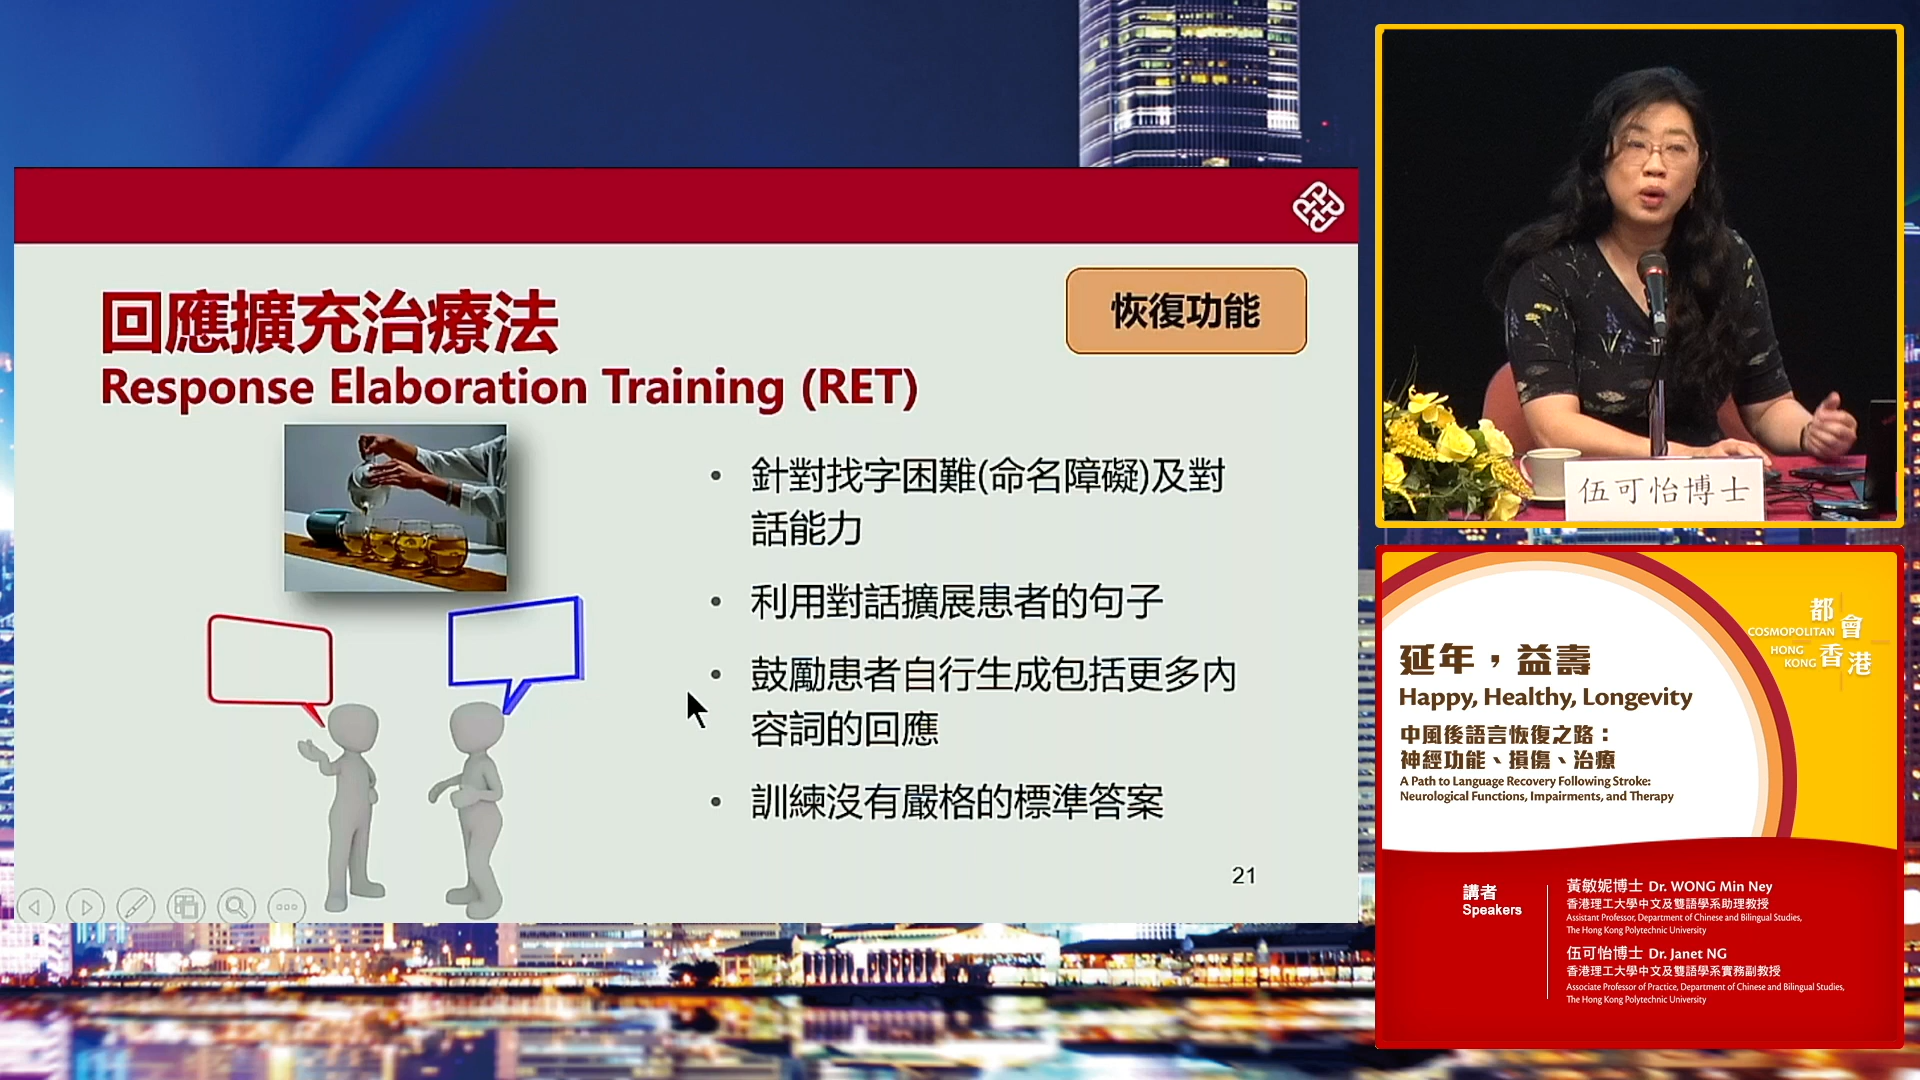 回應擴充治療法
Response Elaboration Training (RET)
恢復功能
• 針對找字困難(命名障礙)及對
話能力
• 利用對話擴展患者的句子
• 鼓勵患者自行生成包括更多內
容詞的回應
• 訓練沒有嚴格的標準答案
21
伍可怡博士
都會香港
COSMOPOLITAN
HONG
KONG
延年，益壽
Happy, Healthy, Longevity
中風後語言恢復之路：
神經功能、損傷、治療
A Path to Language Recovery Following Stroke:
Neurological Functions, Impairments, and Therapy
講者
Speakers
黃敏妮博士 Dr. WONG Min Ney
香港理工大學中文及雙語學系助理教授
Assistant Professor, Department of Chinese and Bilingual Studies,
The Hong Kong Polytechnic University
伍可怡博士 Dr. Janet NG
香港理工大學中文及雙語學系實務副教授
Associate Professor of Practice, Department of Chinese and Bilingual Studies,
The Hong Kong Polytechnic University